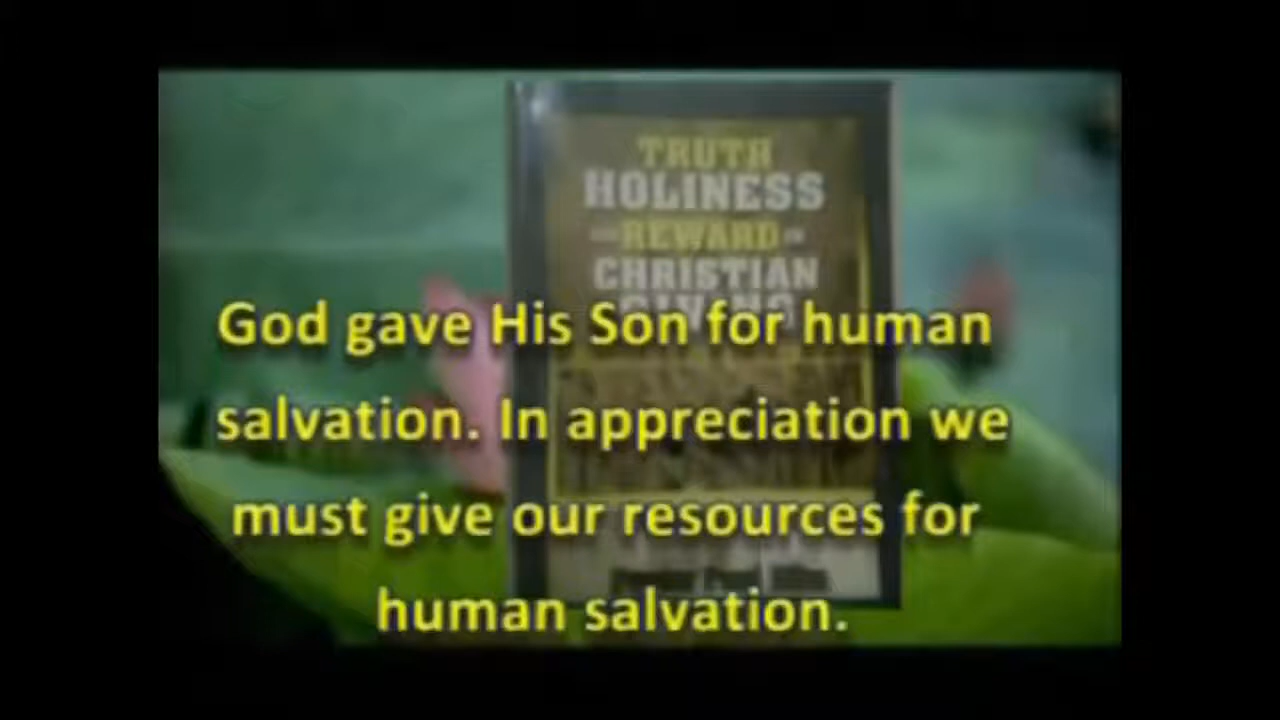 TRUTH
HOLINESS
REWARD
CHRISTIAN
GIVING
God gave His Son for human
salvation. In appreciation we
must give our resources for
human salvation.